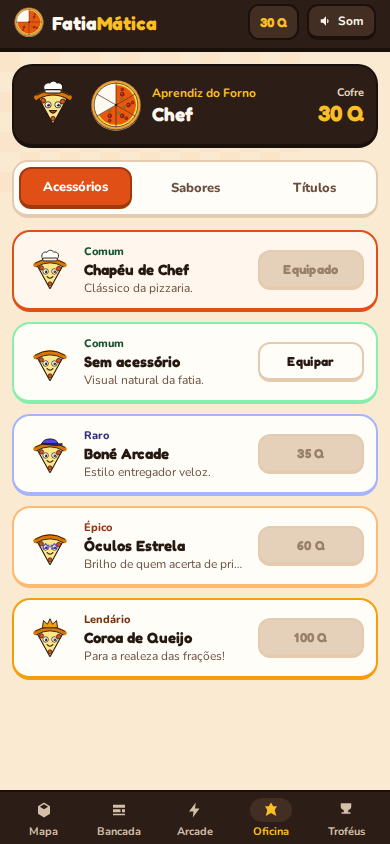 FatiaMática
30 Q
Som
Aprendiz do Forno
Chef
Cofre
30 Q
Acessórios
Sabores
Títulos
Comum
Chapéu de Chef
Clássico da pizzaria.
Equipado
Comum
Sem acessório
Visual natural da fatia.
Equipar
Raro
Boné Arcade
Estilo entregador veloz.
35 Q
Épico
Óculos Estrela
Brilho de quem acerta de pri...
60 Q
Lendário
Coroa de Queijo
Para a realeza das frações!
100 Q
Mapa
Bancada
Arcade
Oficina
Troféus